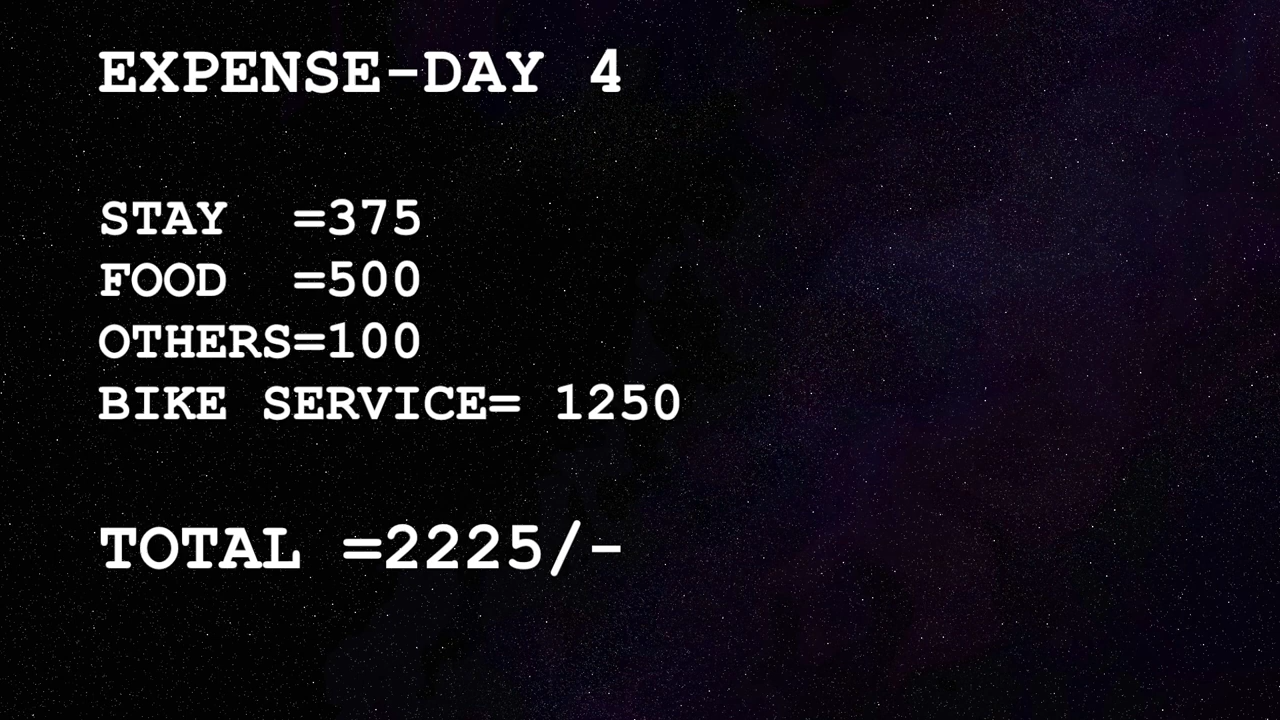 EXPENSE-DAY 4
STAY  =375
FOOD  =500
OTHERS=100
BIKE SERVICE= 1250
TOTAL =2225/-